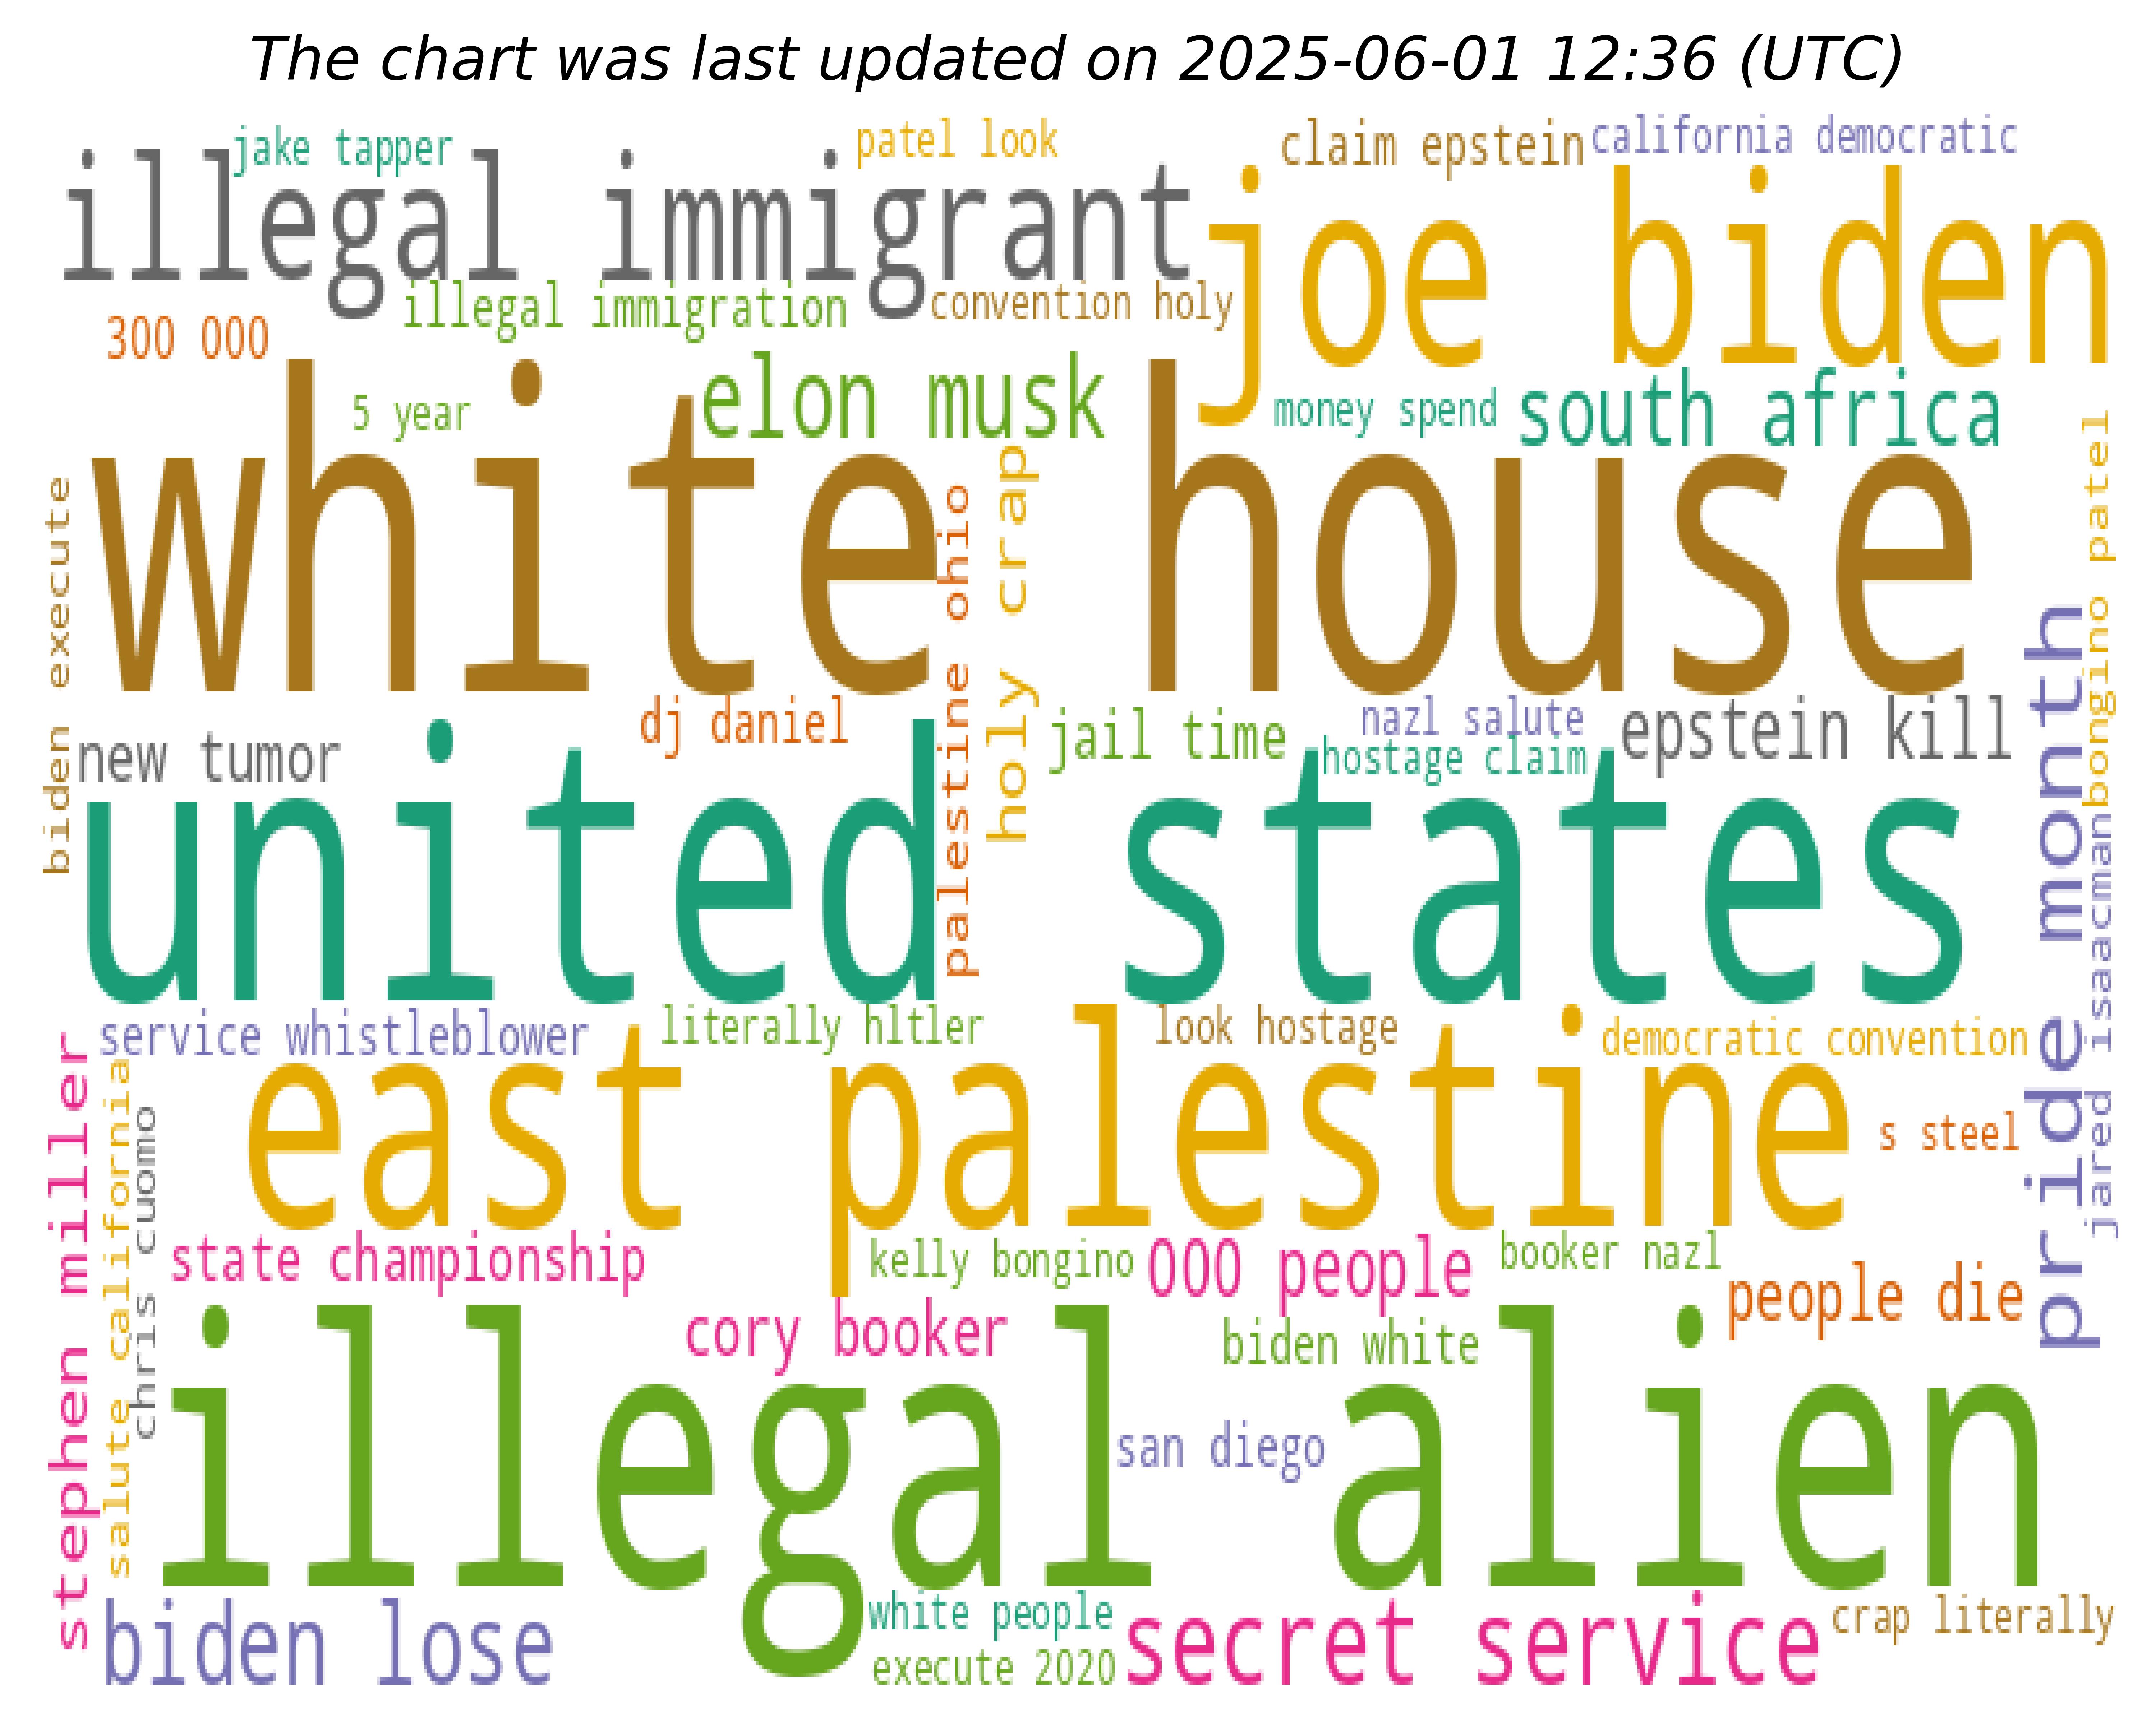 The chart was last updated on 2025-06-01 12:36 (UTC)
jake tapper
patel look
claim epstein
california democratic
illegal immigrant
joe biden
illegal immigration
convention holy
300 000
elon musk
5 year
money spend
south africa
white house
biden execute
palestine ohio
holy crap
bongino patel
pride month
dj daniel
jail time
nazl salute
hostage claim
epstein kill
new tumor
united states
jared isaacman
service whistleblower
literally hltler
look hostage
democratic convention
east palestine
s steel
stephen miller
salute california
chris cuomo
state championship
kelly bongino
000 people
booker nazl
people die
cory booker
biden white
illegal alien
san diego
biden lose
white people
execute 2020
secret service
crap literally